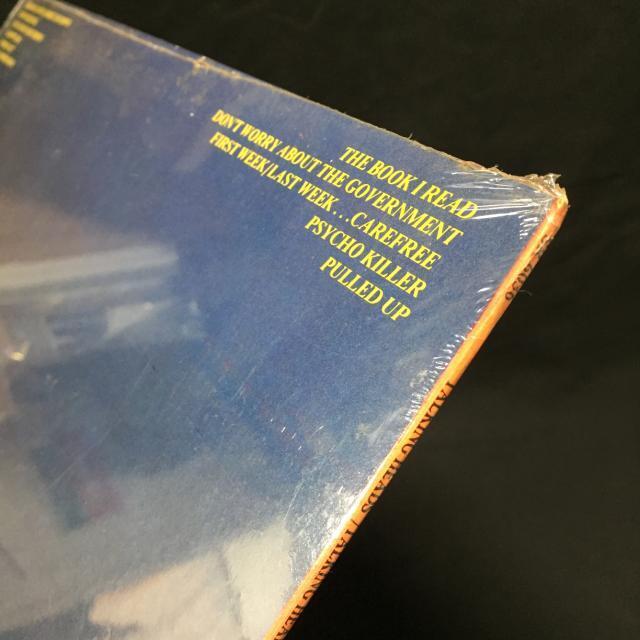 THE BOOK I READ
DON'T WORRY ABOUT THE GOVERNMENT
FIRST WEEK/LAST WEEK...CAREFREE
PSYCHO KILLER
PULLED UP
TALKING HEADS